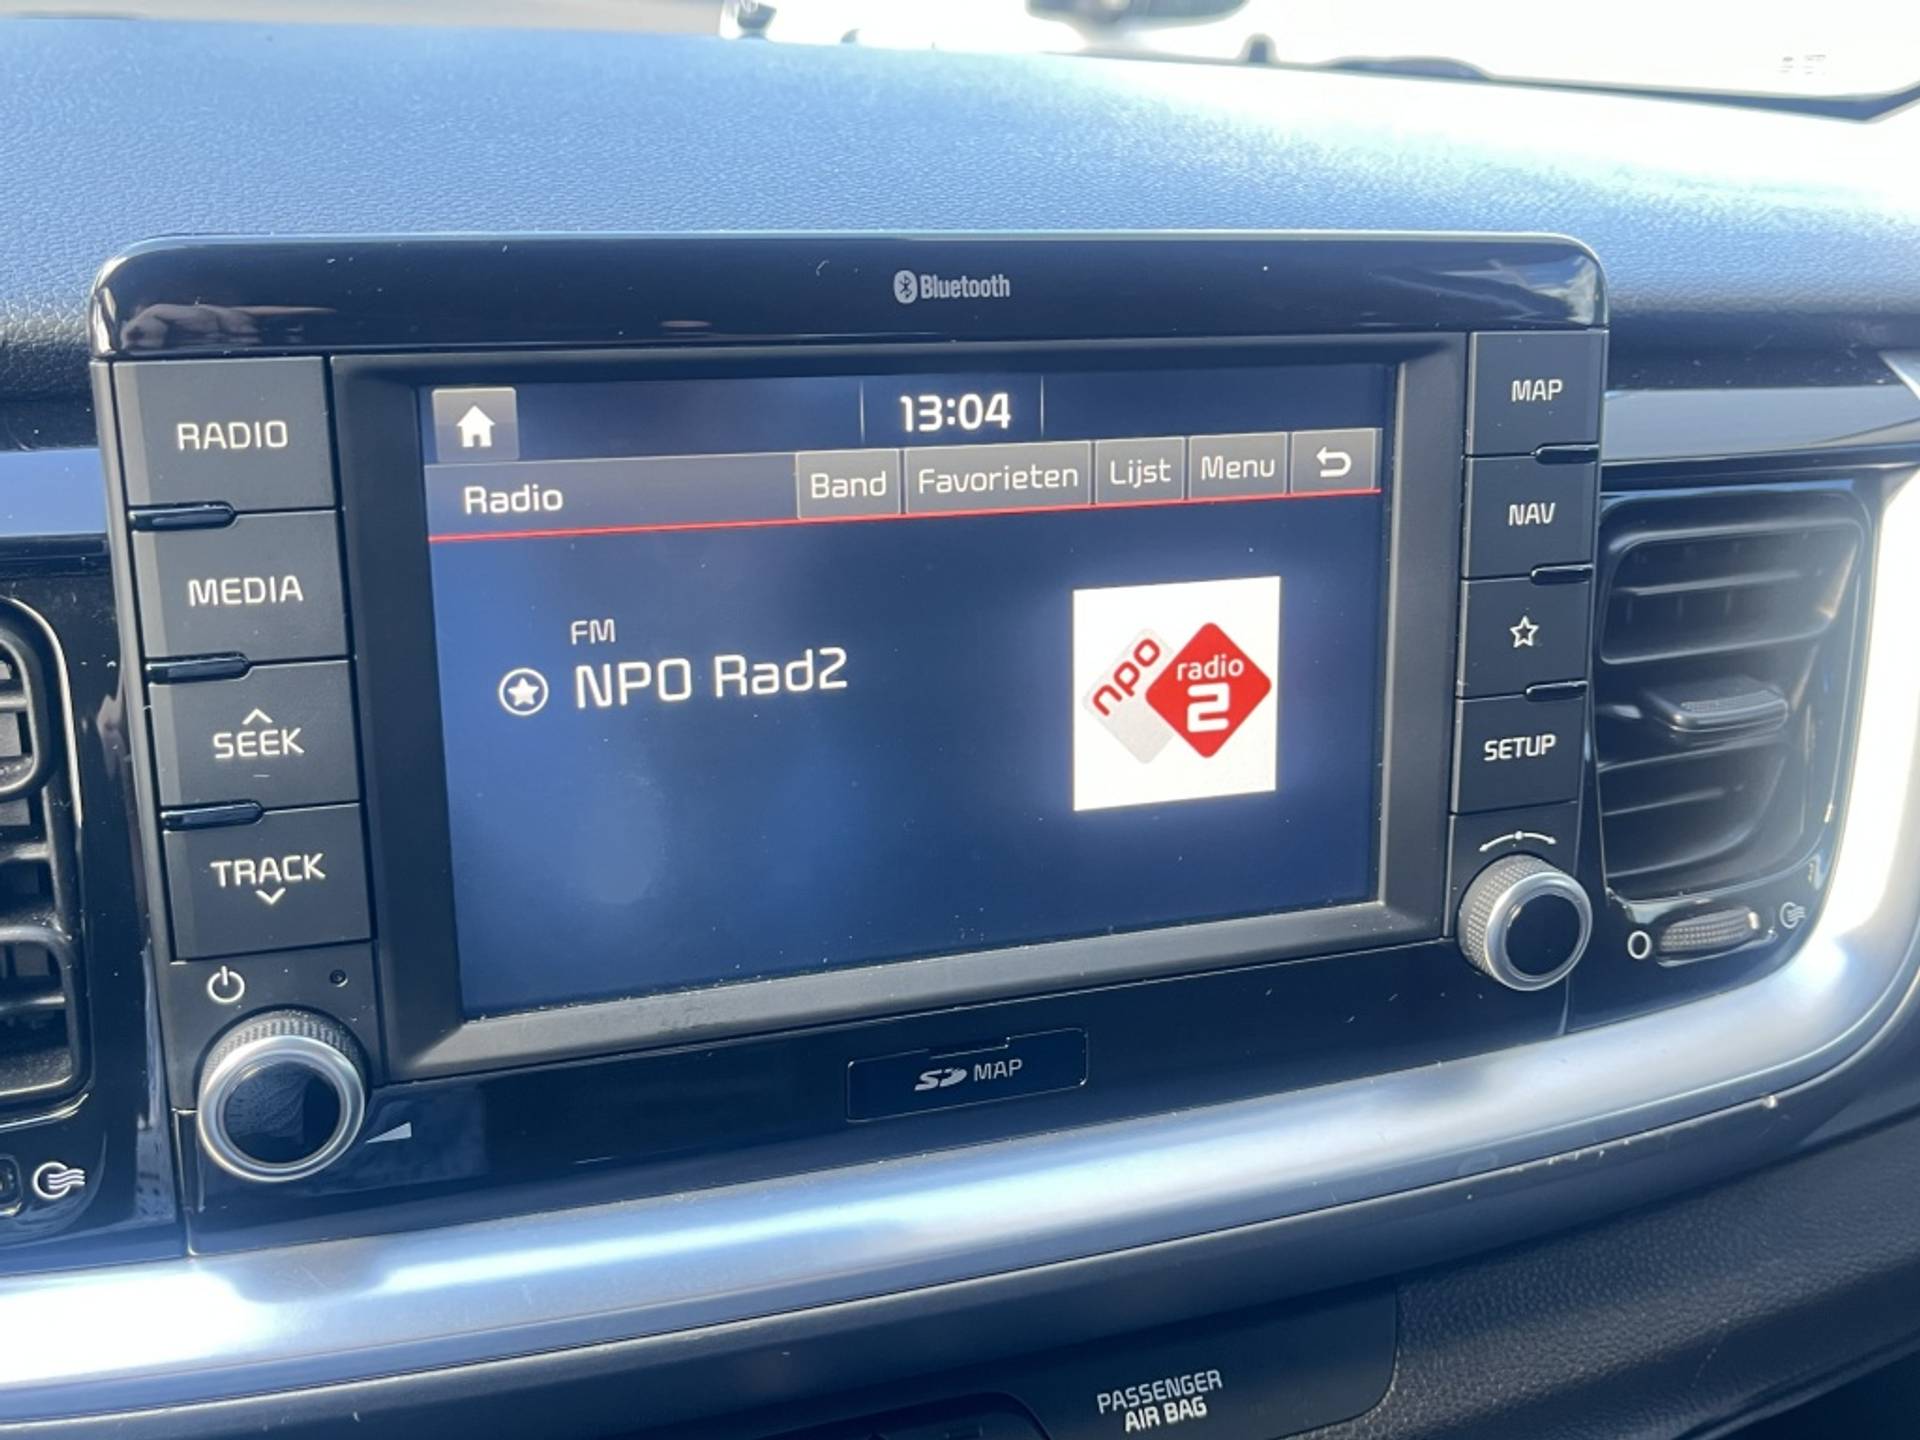 Bluetooth
RADIO
MEDIA
SEEK
TRACK
13:04
Radio
Band
Favorieten
Lijst
Menu
FM
NPO Rad2
npo
radio
2
MAP
NAV
SETUP
SD MAP
PASSENGER
AIR BAG